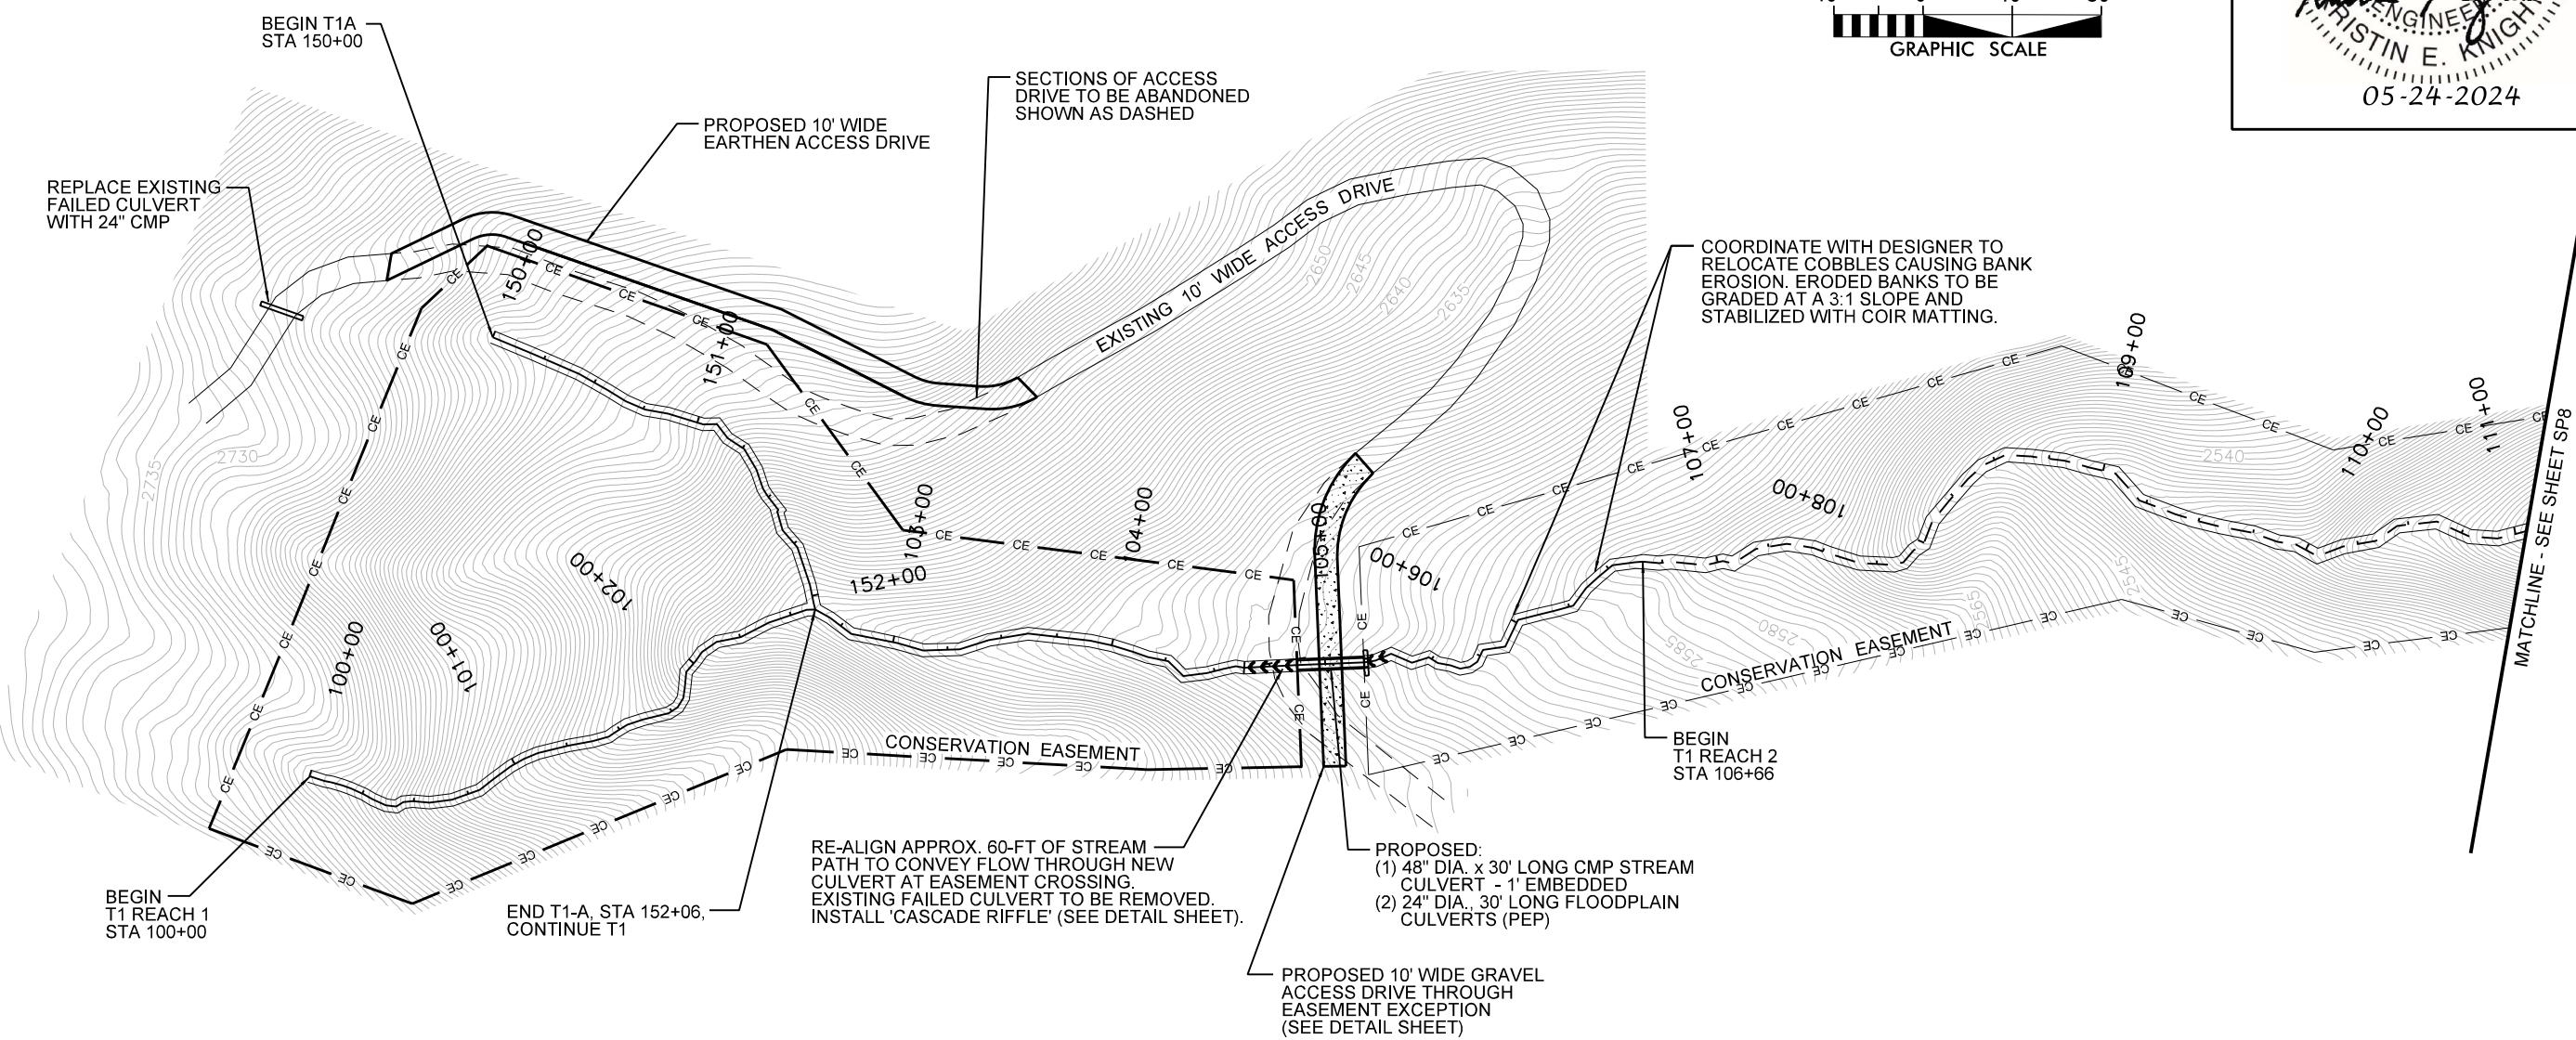 BEGIN T1A
STA 150+00
GRAPHIC SCALE
RISTIN E. KNIGH
05-24-2024
SECTIONS OF ACCESS
DRIVE TO BE ABANDONED
SHOWN AS DASHED
PROPOSED 10' WIDE
EARTHEN ACCESS DRIVE
REPLACE EXISTING
FAILED CULVERT
WITH 24" CMP
EXISTING 10' WIDE ACCESS DRIVE
2650
2645
2640
2635
COORDINATE WITH DESIGNER TO
RELOCATE COBBLES CAUSING BANK
EROSION. ERODED BANKS TO BE
GRADED AT A 3:1 SLOPE AND
STABILIZED WITH COIR MATTING.
150+00
151+00
152+00
100+00
101+00
102+00
103+00
104+00
105+00
106+00
107+00
108+00
109+00
110+00
111+00
2735
2730
2540
2545
2565
2580
2585
CE
CONSERVATION EASEMENT
CONSERVATION EASEMENT
MATCHLINE - SEE SHEET SP8
BEGIN
T1 REACH 2
STA 106+66
BEGIN
T1 REACH 1
STA 100+00
END T1-A, STA 152+06,
CONTINUE T1
RE-ALIGN APPROX. 60-FT OF STREAM
PATH TO CONVEY FLOW THROUGH NEW
CULVERT AT EASEMENT CROSSING.
EXISTING FAILED CULVERT TO BE REMOVED.
INSTALL 'CASCADE RIFFLE' (SEE DETAIL SHEET).
PROPOSED:
(1) 48" DIA. x 30' LONG CMP STREAM
CULVERT - 1' EMBEDDED
(2) 24" DIA., 30' LONG FLOODPLAIN
CULVERTS (PEP)
PROPOSED 10' WIDE GRAVEL
ACCESS DRIVE THROUGH
EASEMENT EXCEPTION
(SEE DETAIL SHEET)